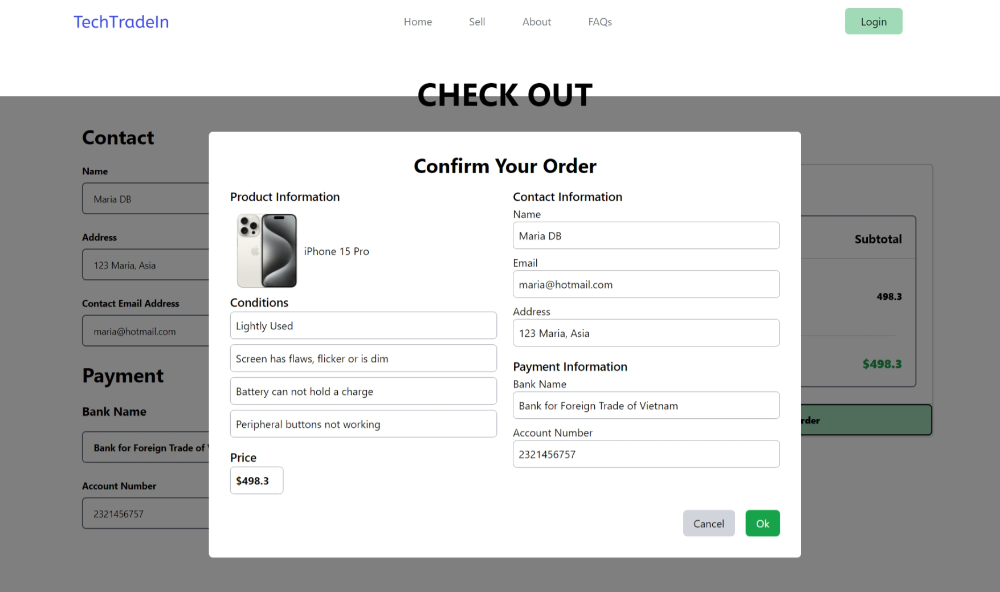 TechTradeIn
Home
Sell
About
FAQs
Login
CHECK OUT
Contact
Name
Maria DB
Address
123 Maria, Asia
Contact Email Address
maria@hotmail.com
Payment
Bank Name
Bank for Foreign Trade of
Account Number
2321456757
Confirm Your Order
Product Information
iPhone 15 Pro
Conditions
Lightly Used
Screen has flaws, flicker or is dim
Battery can not hold a charge
Peripheral buttons not working
Price
$498.3
Contact Information
Name
Maria DB
Email
maria@hotmail.com
Address
123 Maria, Asia
Payment Information
Bank Name
Bank for Foreign Trade of Vietnam
Account Number
2321456757
Cancel
Ok
Subtotal
498.3
$498.3